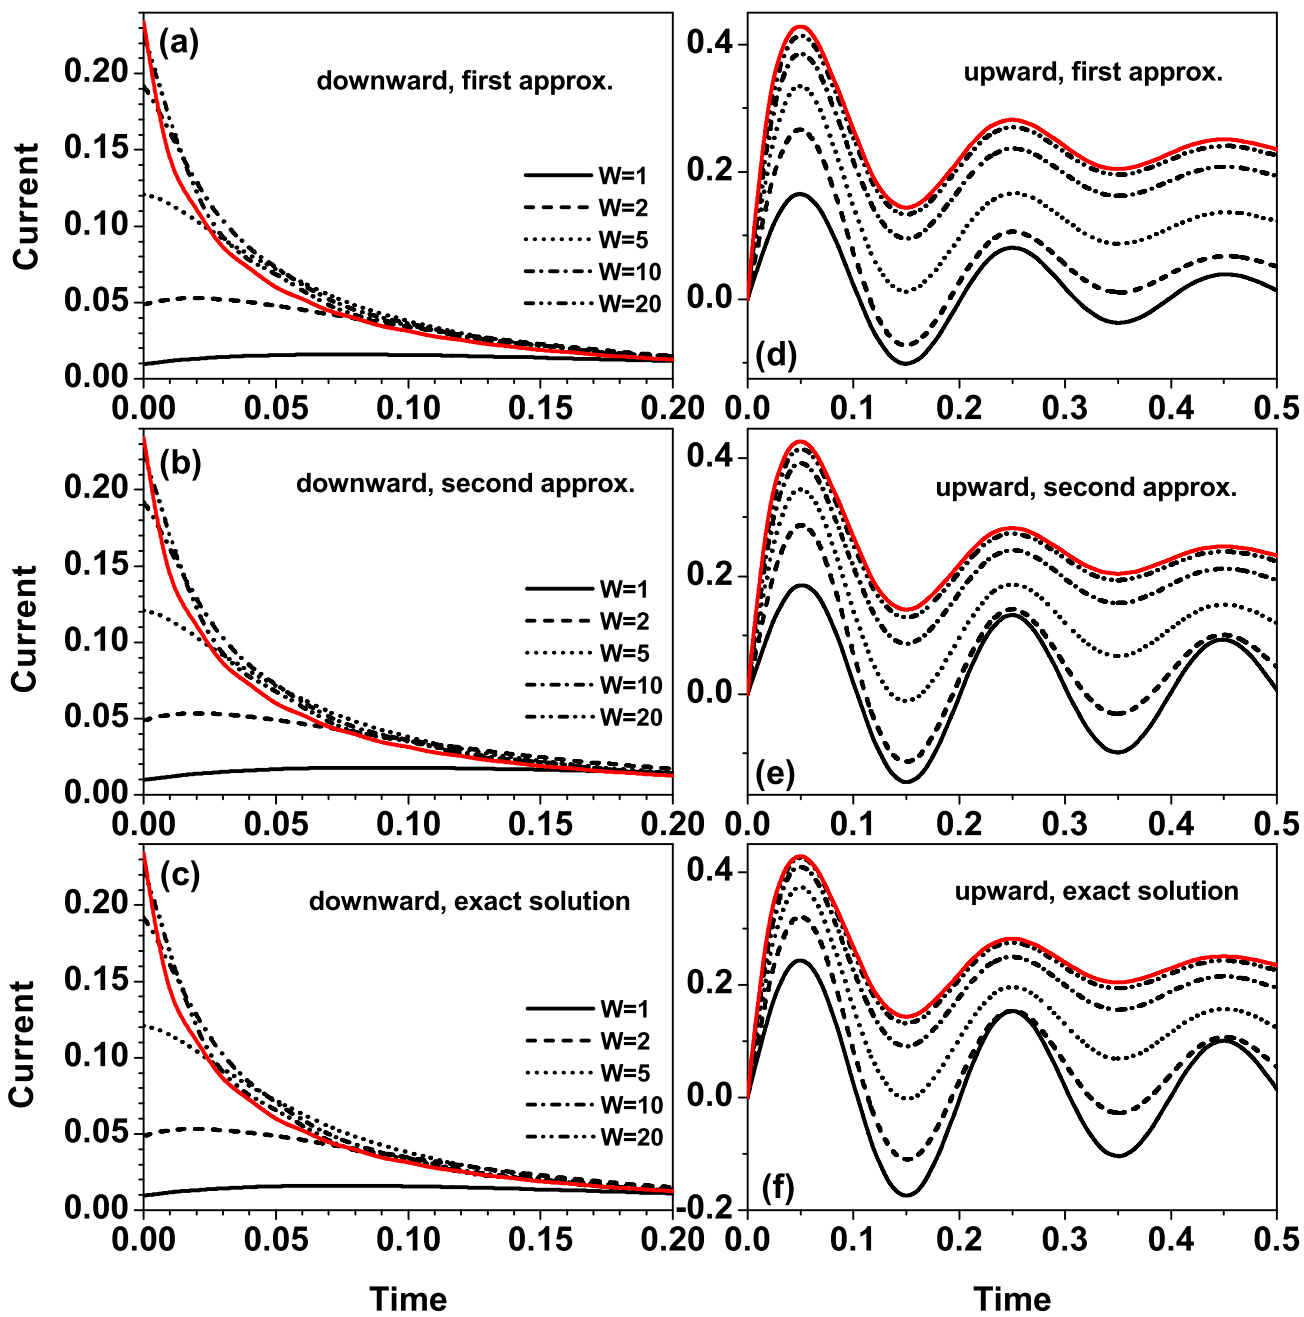 (a)
downward, first approx.
Current
0.20
0.15
0.10
0.05
0.00
W=1
W=2
W=5
W=10
W=20
0.00 0.05 0.10 0.15 0.20
upward, first approx.
(d)
0.4
0.2
0.0
0.0 0.1 0.2 0.3 0.4 0.5
(b)
downward, second approx.
Current
0.20
0.15
0.10
0.05
0.00
W=1
W=2
W=5
W=10
W=20
0.00 0.05 0.10 0.15 0.20
upward, second approx.
(e)
0.4
0.2
0.0
0.0 0.1 0.2 0.3 0.4 0.5
(c)
downward, exact solution
Current
0.20
0.15
0.10
0.05
0.00
W=1
W=2
W=5
W=10
W=20
0.00 0.05 0.10 0.15 0.20
Time
upward, exact solution
(f)
0.4
0.2
0.0
-0.2
0.0 0.1 0.2 0.3 0.4 0.5
Time